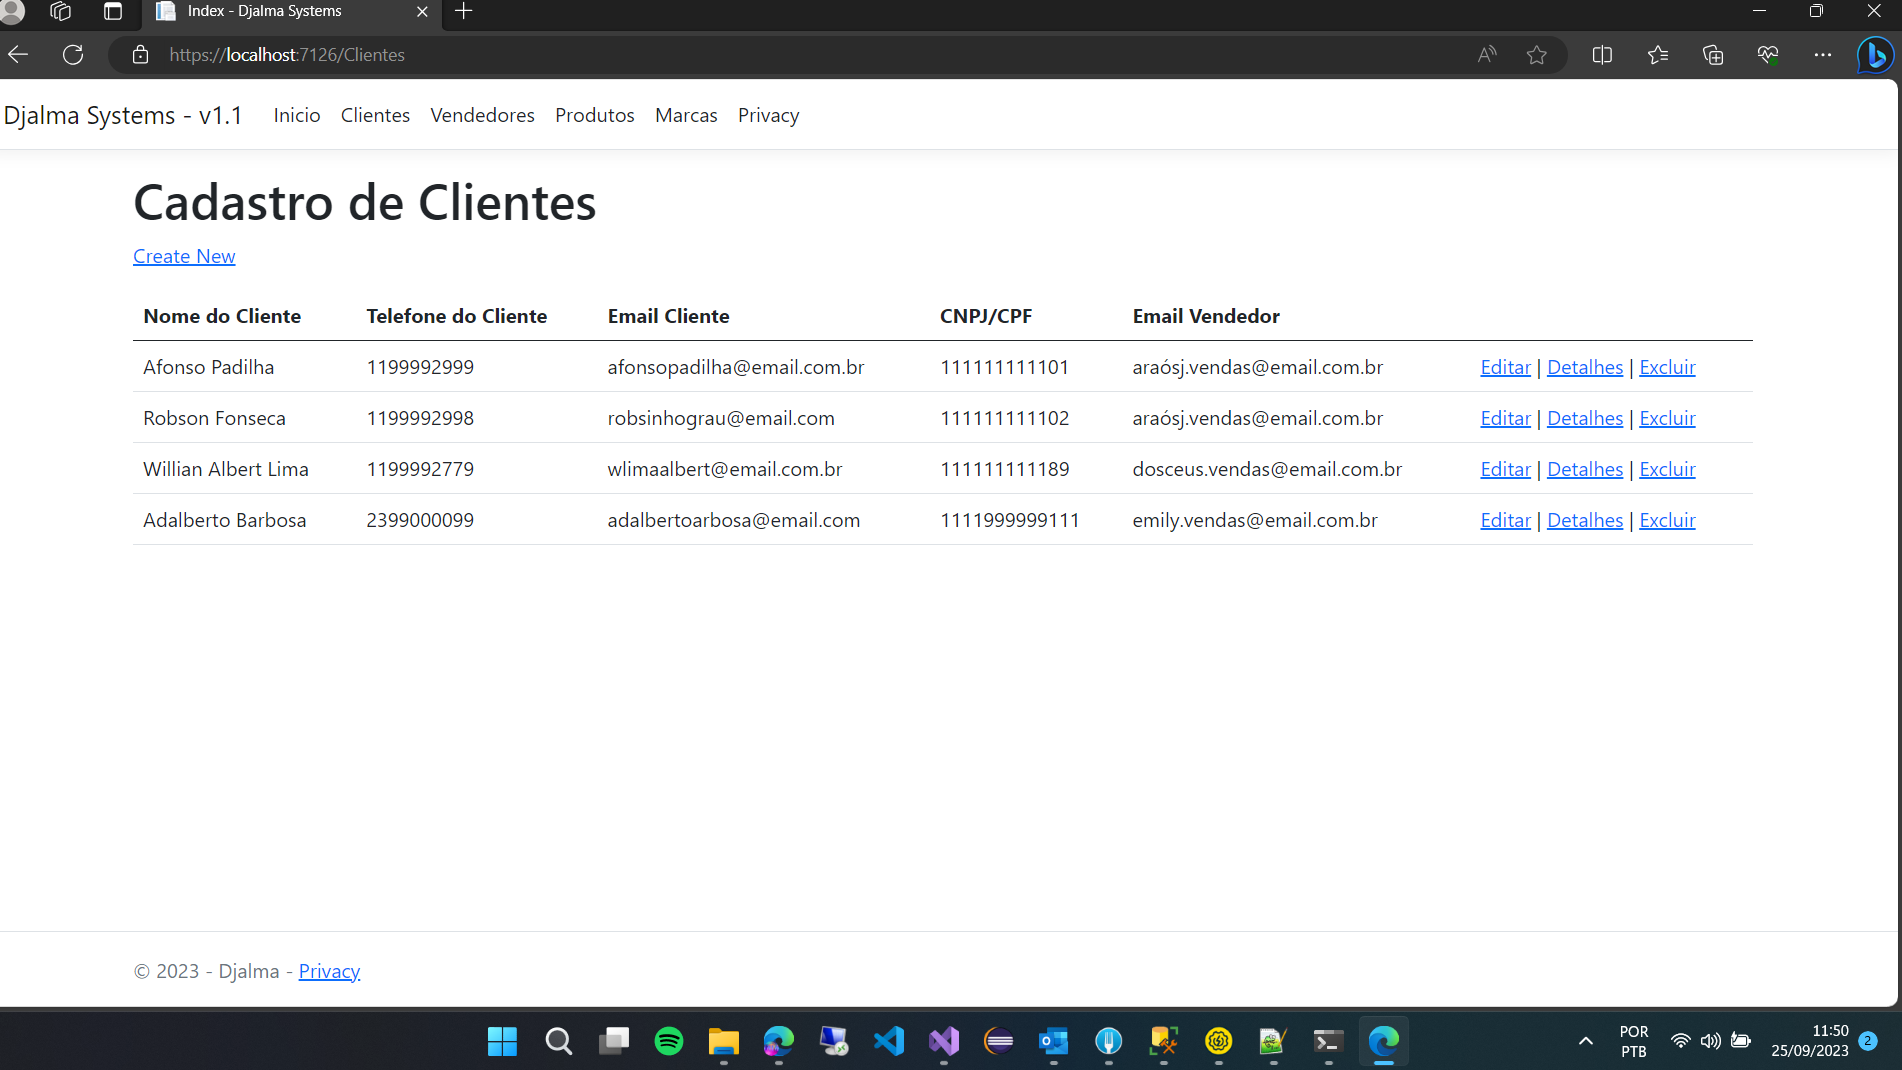 Index - Djalma Systems
https://localhost:7126/Clientes
Djalma Systems - v1.1 Inicio Clientes Vendedores Produtos Marcas Privacy
Cadastro de Clientes
Create New
Nome do Cliente Telefone do Cliente Email Cliente CNPJ/CPF Email Vendedor
Afonso Padilha 1199992999 afonsopadilha@email.com.br 111111111101 araósj.vendas@email.com.br Editar | Detalhes | Excluir
Robson Fonseca 1199992998 robsinhograu@email.com 111111111102 araósj.vendas@email.com.br Editar | Detalhes | Excluir
Willian Albert Lima 1199992779 wlimaalbert@email.com.br 111111111189 dosceus.vendas@email.com.br Editar | Detalhes | Excluir
Adalberto Barbosa 2399000099 adalbertoarbosa@email.com 1111999999111 emily.vendas@email.com.br Editar | Detalhes | Excluir
© 2023 - Djalma - Privacy
POR 11:50
PTB 25/09/2023 2